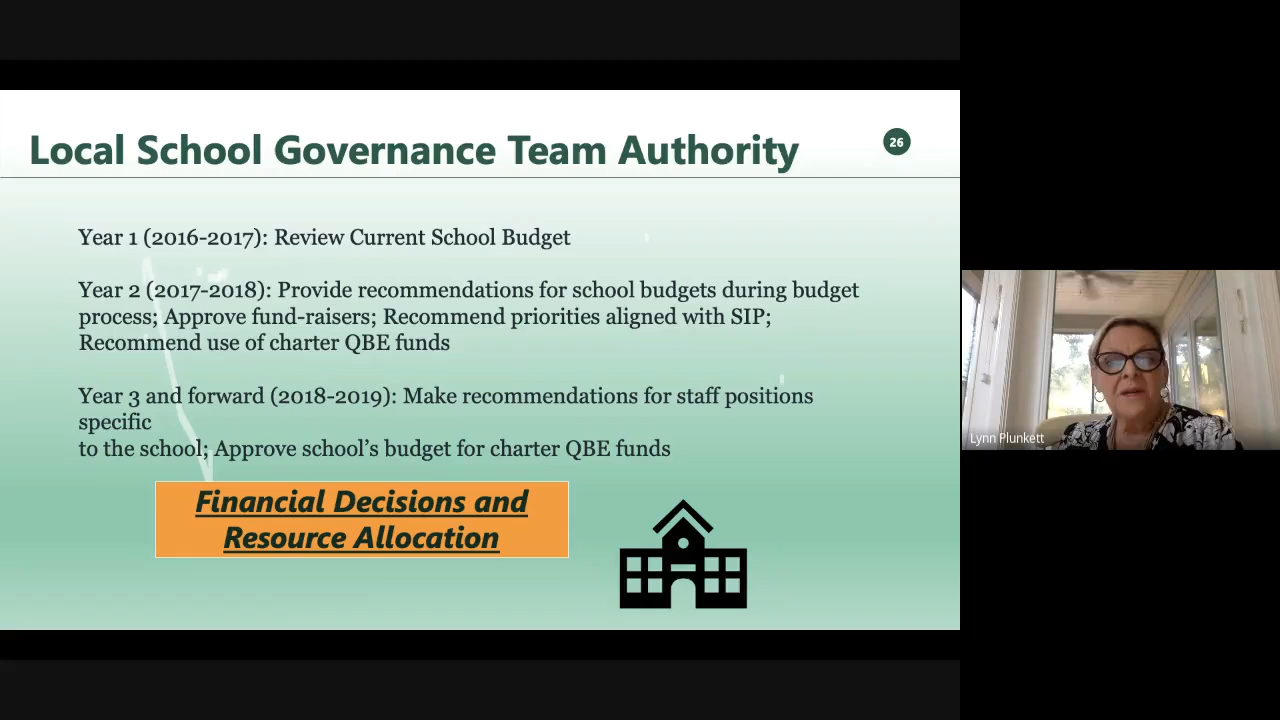 Local School Governance Team Authority
26
Year 1 (2016-2017): Review Current School Budget
Year 2 (2017-2018): Provide recommendations for school budgets during budget
process; Approve fund-raisers; Recommend priorities aligned with SIP;
Recommend use of charter QBE funds
Year 3 and forward (2018-2019): Make recommendations for staff positions
specific
to the school; Approve school’s budget for charter QBE funds
Financial Decisions and
Resource Allocation
Lynn Plunkett